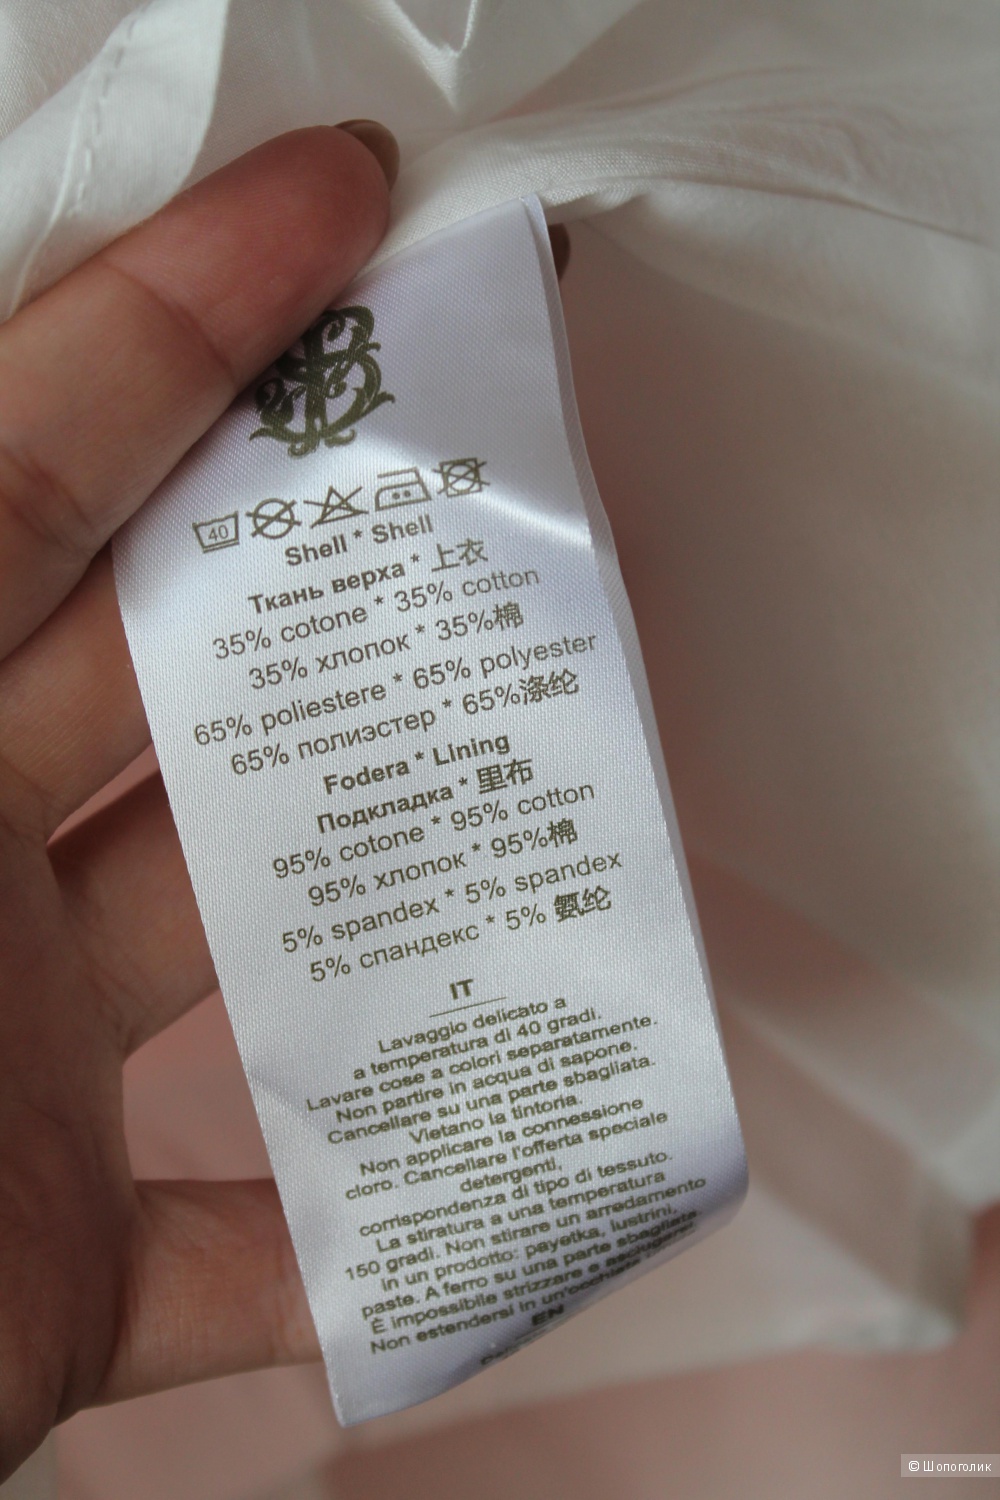 40
Shell * Shell
Ткань верха * 上衣
35% cotone * 35% cotton
35% хлопок * 35%棉
65% poliestere * 65% polyester
65% полиэстер * 65%涤纶
Fodera * Lining
Подкладка * 里布
95% cotone * 95% cotton
95% хлопок * 95%棉
5% spandex * 5% spandex
5% спандекс * 5% 氨纶
IT
Lavaggio delicato a
a temperatura di 40 gradi.
Lavare cose a colori separatamente.
Non partire in acqua di sapone.
Cancellare su una parte sbagliata.
Vietano la tintoria.
Non applicare la connessione
cloro. Cancellare l'offerta speciale
detergenti,
corrispondenza di tipo di tessuto.
La stiratura a una temperatura
150 gradi. Non stirare un arredamento
in un prodotto: payetka, lustrini,
paste. A ferro su una parte sbagliata.
È impossibile strizzare e asciugarsi
Non estendersi in un'occhiata
EN
© Шопоголик